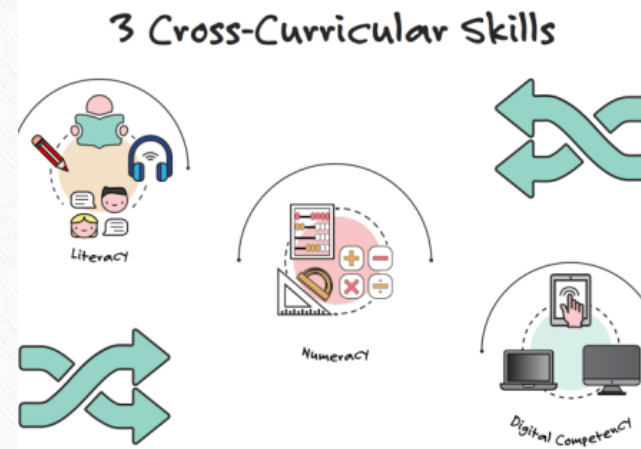 3 Cross-Curricular Skills
Literacy
Numeracy
Digital Competency